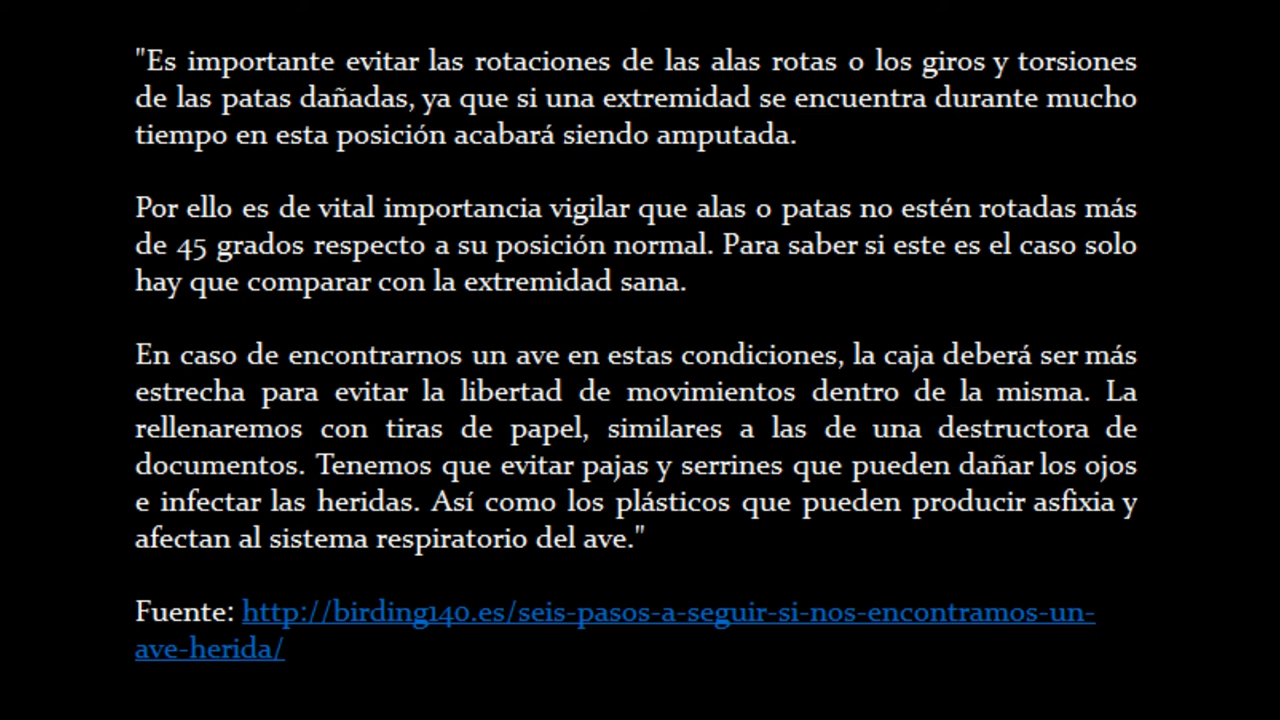 "Es importante evitar las rotaciones de las alas rotas o los giros y torsiones
de las patas dañadas, ya que si una extremidad se encuentra durante mucho
tiempo en esta posición acabará siendo amputada.
Por ello es de vital importancia vigilar que alas o patas no estén rotadas más
de 45 grados respecto a su posición normal. Para saber si este es el caso solo
hay que comparar con la extremidad sana.
En caso de encontrarnos un ave en estas condiciones, la caja deberá ser más
estrecha para evitar la libertad de movimientos dentro de la misma. La
rellenaremos con tiras de papel, similares a las de una destructora de
documentos. Tenemos que evitar pajas y serrines que pueden dañar los ojos
e infectar las heridas. Así como los plásticos que pueden producir asfixia y
afectan al sistema respiratorio del ave."
Fuente: http://birding140.es/seis-pasos-a-seguir-si-nos-encontramos-un-
ave-herida/